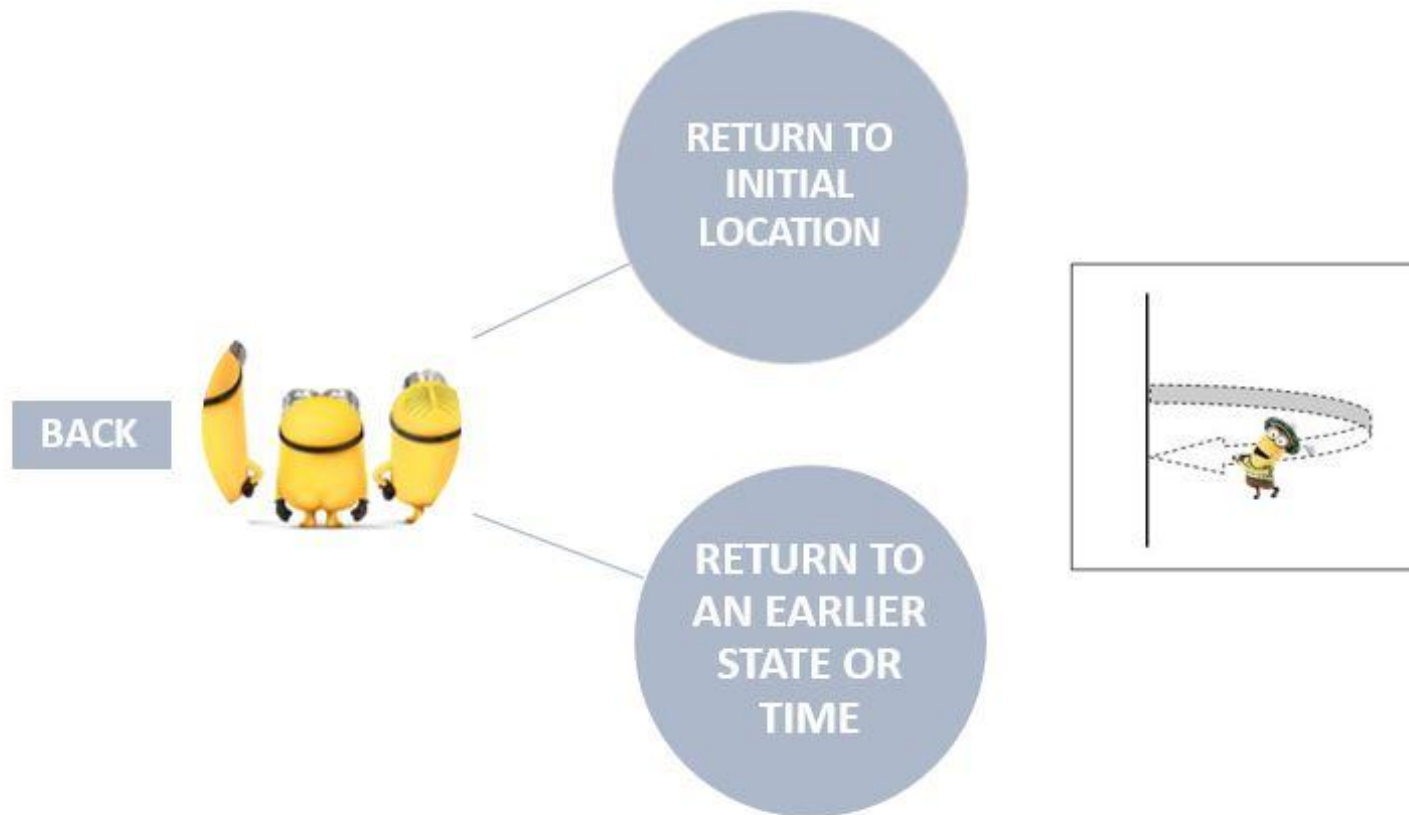 BACK
RETURN TO
INITIAL
LOCATION
RETURN TO
AN EARLIER
STATE OR
TIME